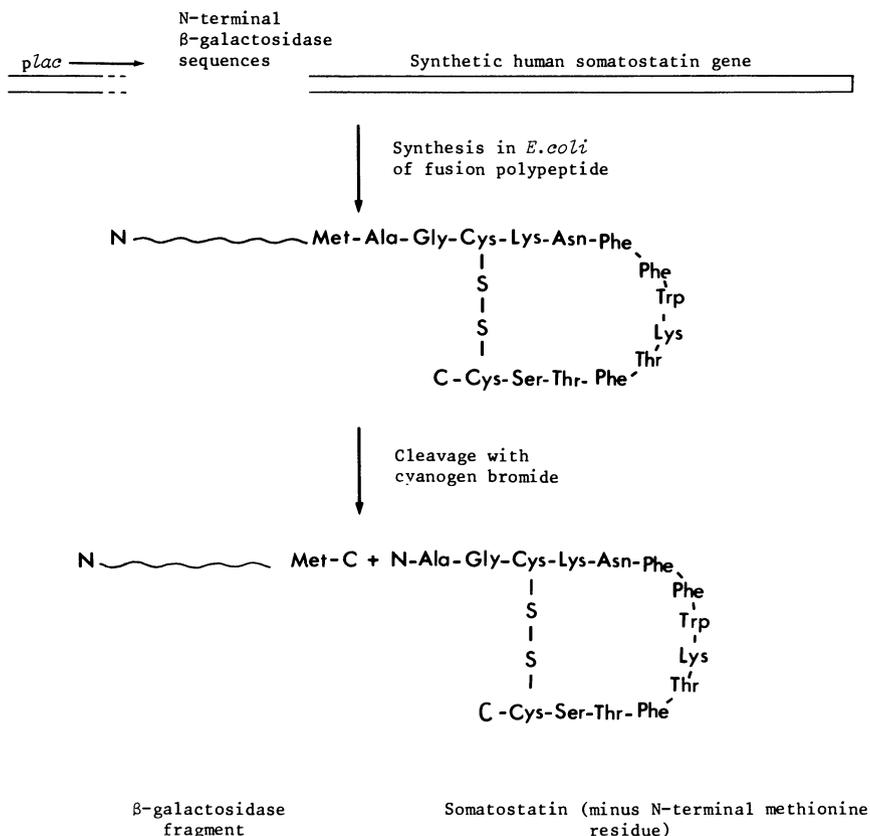 N-terminal
β-galactosidase
sequences
plac
Synthetic human somatostatin gene
Synthesis in E.coli
of fusion polypeptide
N
Met-Ala-Gly-Cys-Lys-Asn-Phe
Phe
Trp
Lys
Thr
S
S
C-Cys-Ser-Thr-Phe
Cleavage with
cyanogen bromide
N
Met-C + N-Ala-Gly-Cys-Lys-Asn-Phe
Phe
Trp
Lys
Thr
S
S
C-Cys-Ser-Thr-Phe
β-galactosidase
fragment
Somatostatin (minus N-terminal methionine
residue)